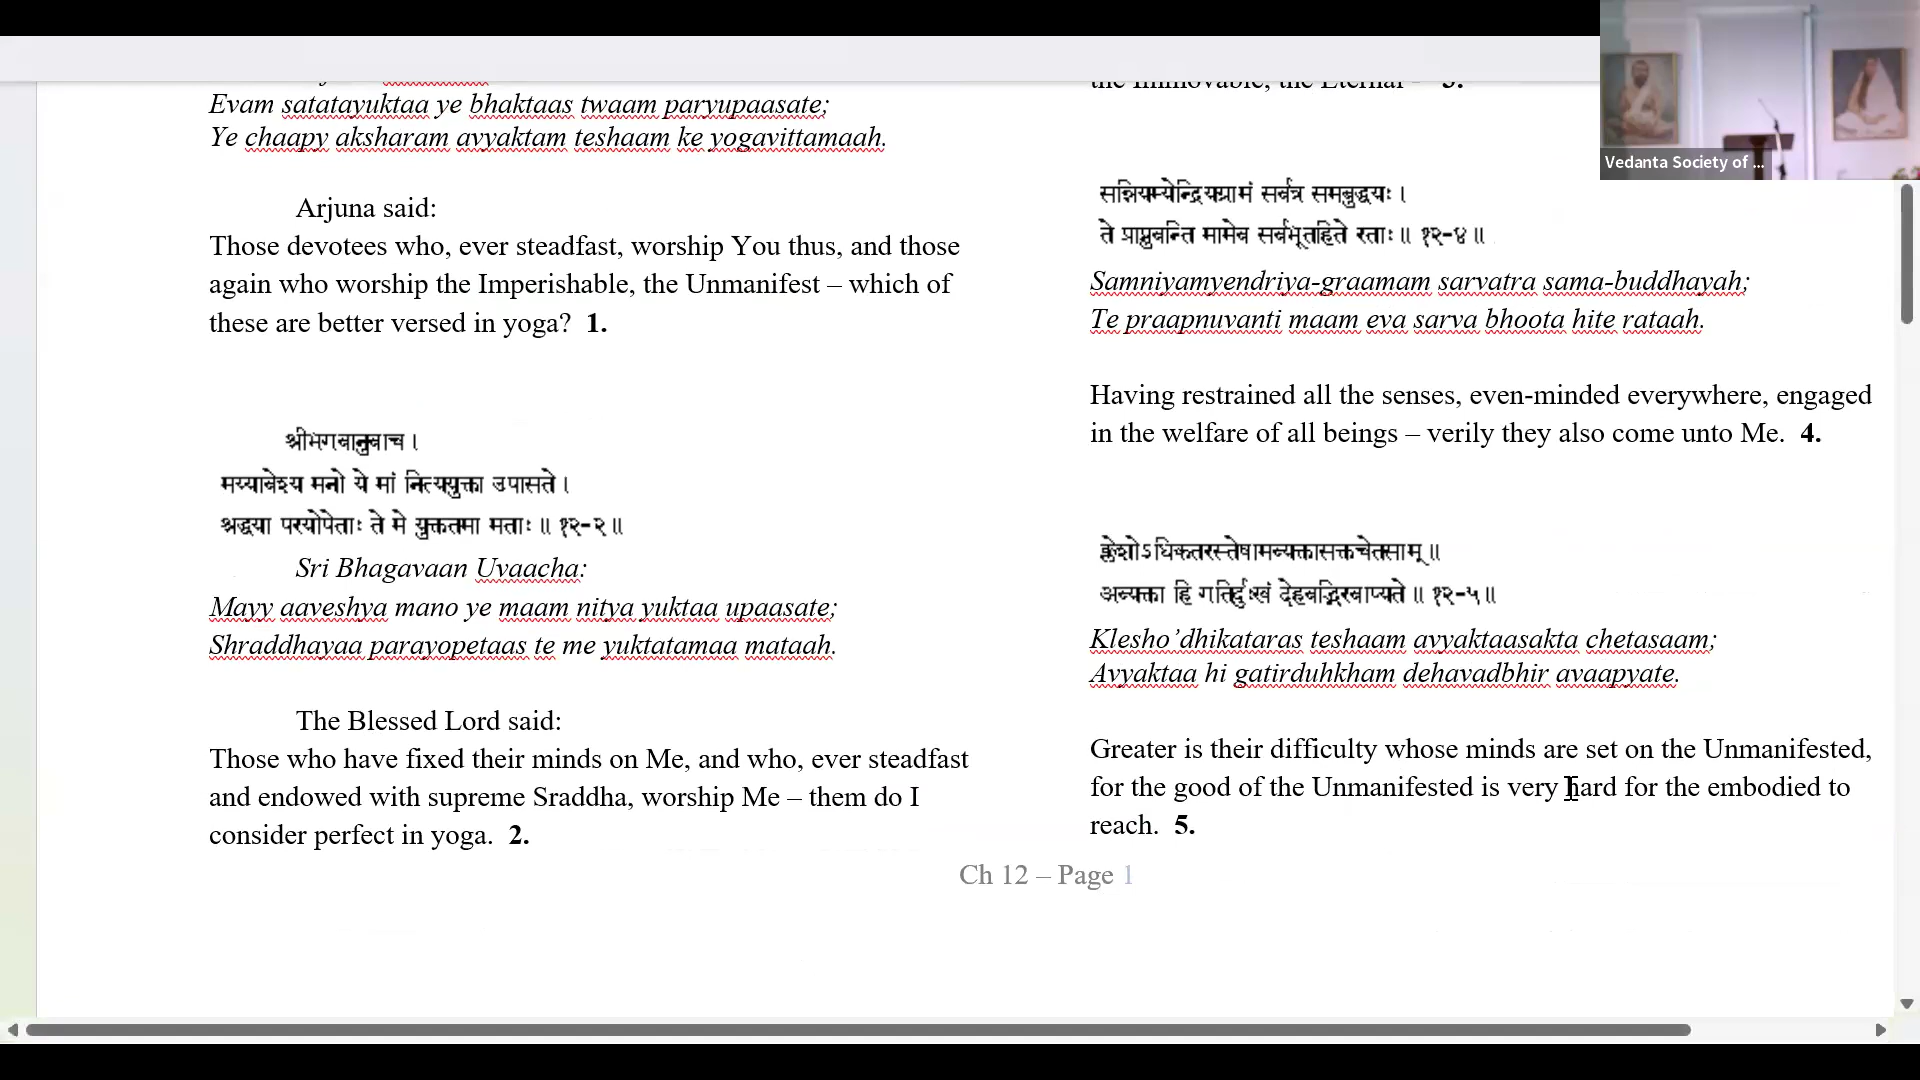 Evam satatayuktaa ye bhaktaas twaam paryupaasate;
Ye chaapy aksharam avyaktam teshaam ke yogavittamaah.
Arjuna said:
Those devotees who, ever steadfast, worship You thus, and those
again who worship the Imperishable, the Unmanifest – which of
these are better versed in yoga?  1.
श्रीभगवानुवाच ।
मय्यावेश्य मनो ये मां नित्ययुक्ता उपासते ।
श्रद्धया परयोपेताः ते मे युक्ततमा मताः ॥ १२-२ ॥
Sri Bhagavaan Uvaacha:
Mayy aaveshya mano ye maam nitya yuktaa upaasate;
Shraddhayaa parayopetaas te me yuktatamaa mataah.
The Blessed Lord said:
Those who have fixed their minds on Me, and who, ever steadfast
and endowed with supreme Sraddha, worship Me – them do I
consider perfect in yoga.  2.
the Immovable, the Eternal - 3.
सन्नियम्येन्द्रियग्रामं सर्वत्र समबुद्धयः ।
ते प्राप्नुवन्ति मामेव सर्वभूतहिते रताः ॥ १२-४ ॥
Samniyamyendriya-graamam sarvatra sama-buddhayah;
Te praapnuvanti maam eva sarva bhoota hite rataah.
Having restrained all the senses, even-minded everywhere, engaged
in the welfare of all beings – verily they also come unto Me.  4.
क्लेशोऽधिकतरस्तेषामव्यक्तासक्तचेतसाम् ॥
अव्यक्ता हि गतिर्दुःखं देहवद्भिरवाप्यते ॥ १२-५ ॥
Klesho’dhikataras teshaam avyaktaasakta chetasaam;
Avyaktaa hi gatirduhkham dehavadbhir avaapyate.
Greater is their difficulty whose minds are set on the Unmanifested,
for the good of the Unmanifested is very hard for the embodied to
reach.  5.
Ch 12 – Page 1
Vedanta Society of ...